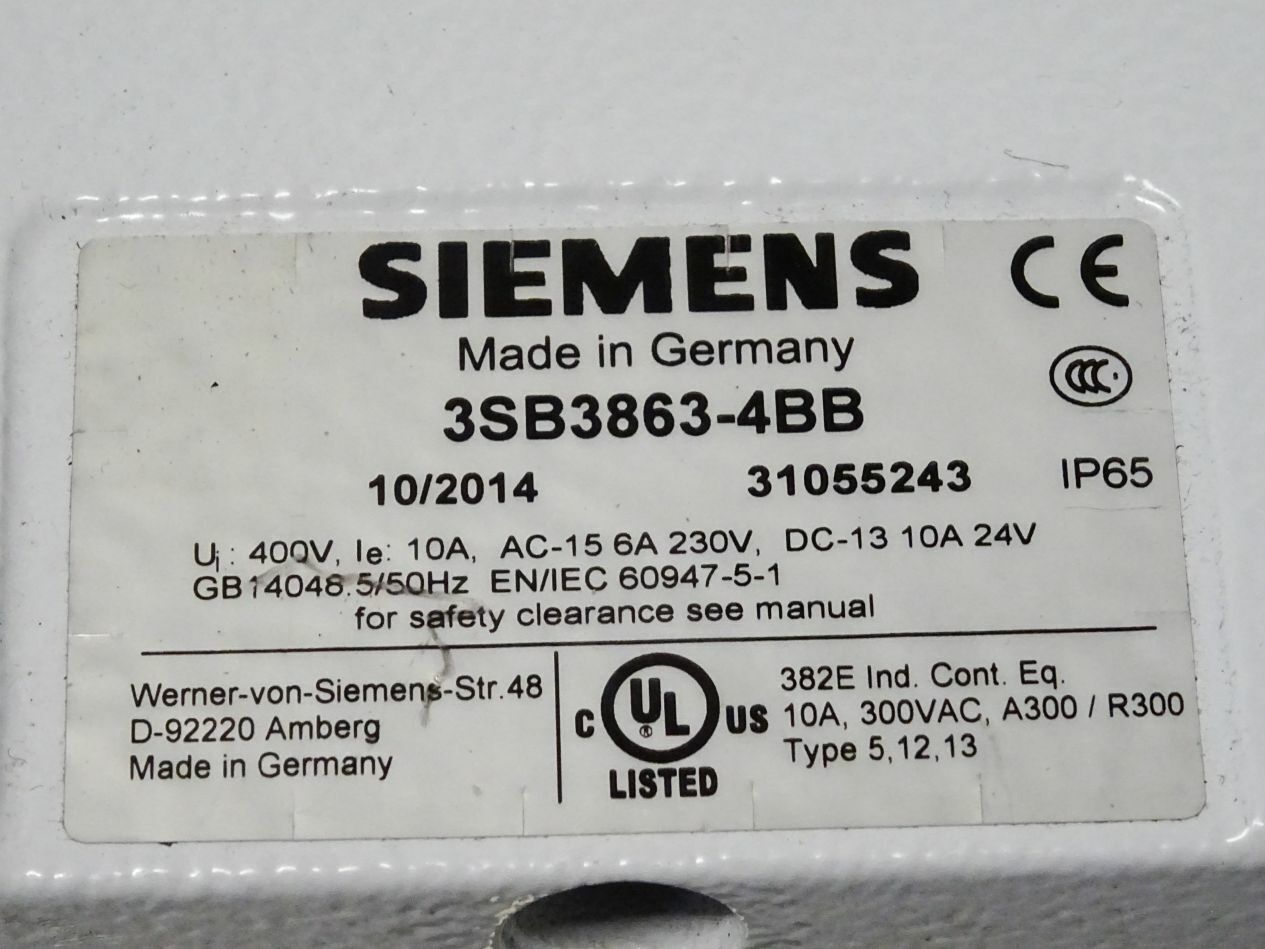 SIEMENS CE
Made in Germany
CCC
3SB3863-4BB
10/2014 31055243 IP65
Ui: 400V, Ie: 10A, AC-15 6A 230V, DC-13 10A 24V
GB14048.5/50Hz EN/IEC 60947-5-1
for safety clearance see manual
Werner-von-Siemens-Str.48
D-92220 Amberg
Made in Germany
C UL® US
LISTED
382E Ind. Cont. Eq.
10A, 300VAC, A300 / R300
Type 5,12,13